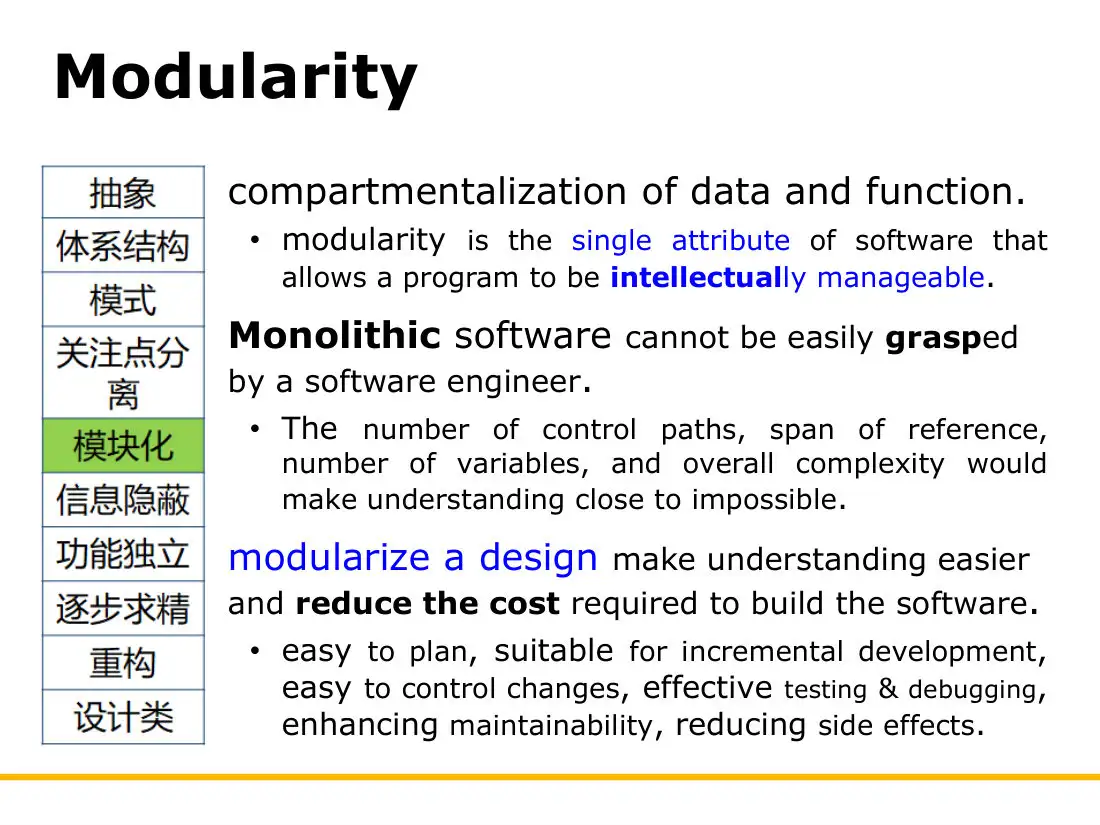 Modularity
抽象
体系结构
模式
关注点分
离
模块化
信息隐蔽
功能独立
逐步求精
重构
设计类
compartmentalization of data and function.
• modularity is the single attribute of software that
allows a program to be intellectually manageable.
Monolithic software cannot be easily grasped
by a software engineer.
• The number of control paths, span of reference,
number of variables, and overall complexity would
make understanding close to impossible.
modularize a design make understanding easier
and reduce the cost required to build the software.
• easy to plan, suitable for incremental development,
easy to control changes, effective testing & debugging,
enhancing maintainability, reducing side effects.